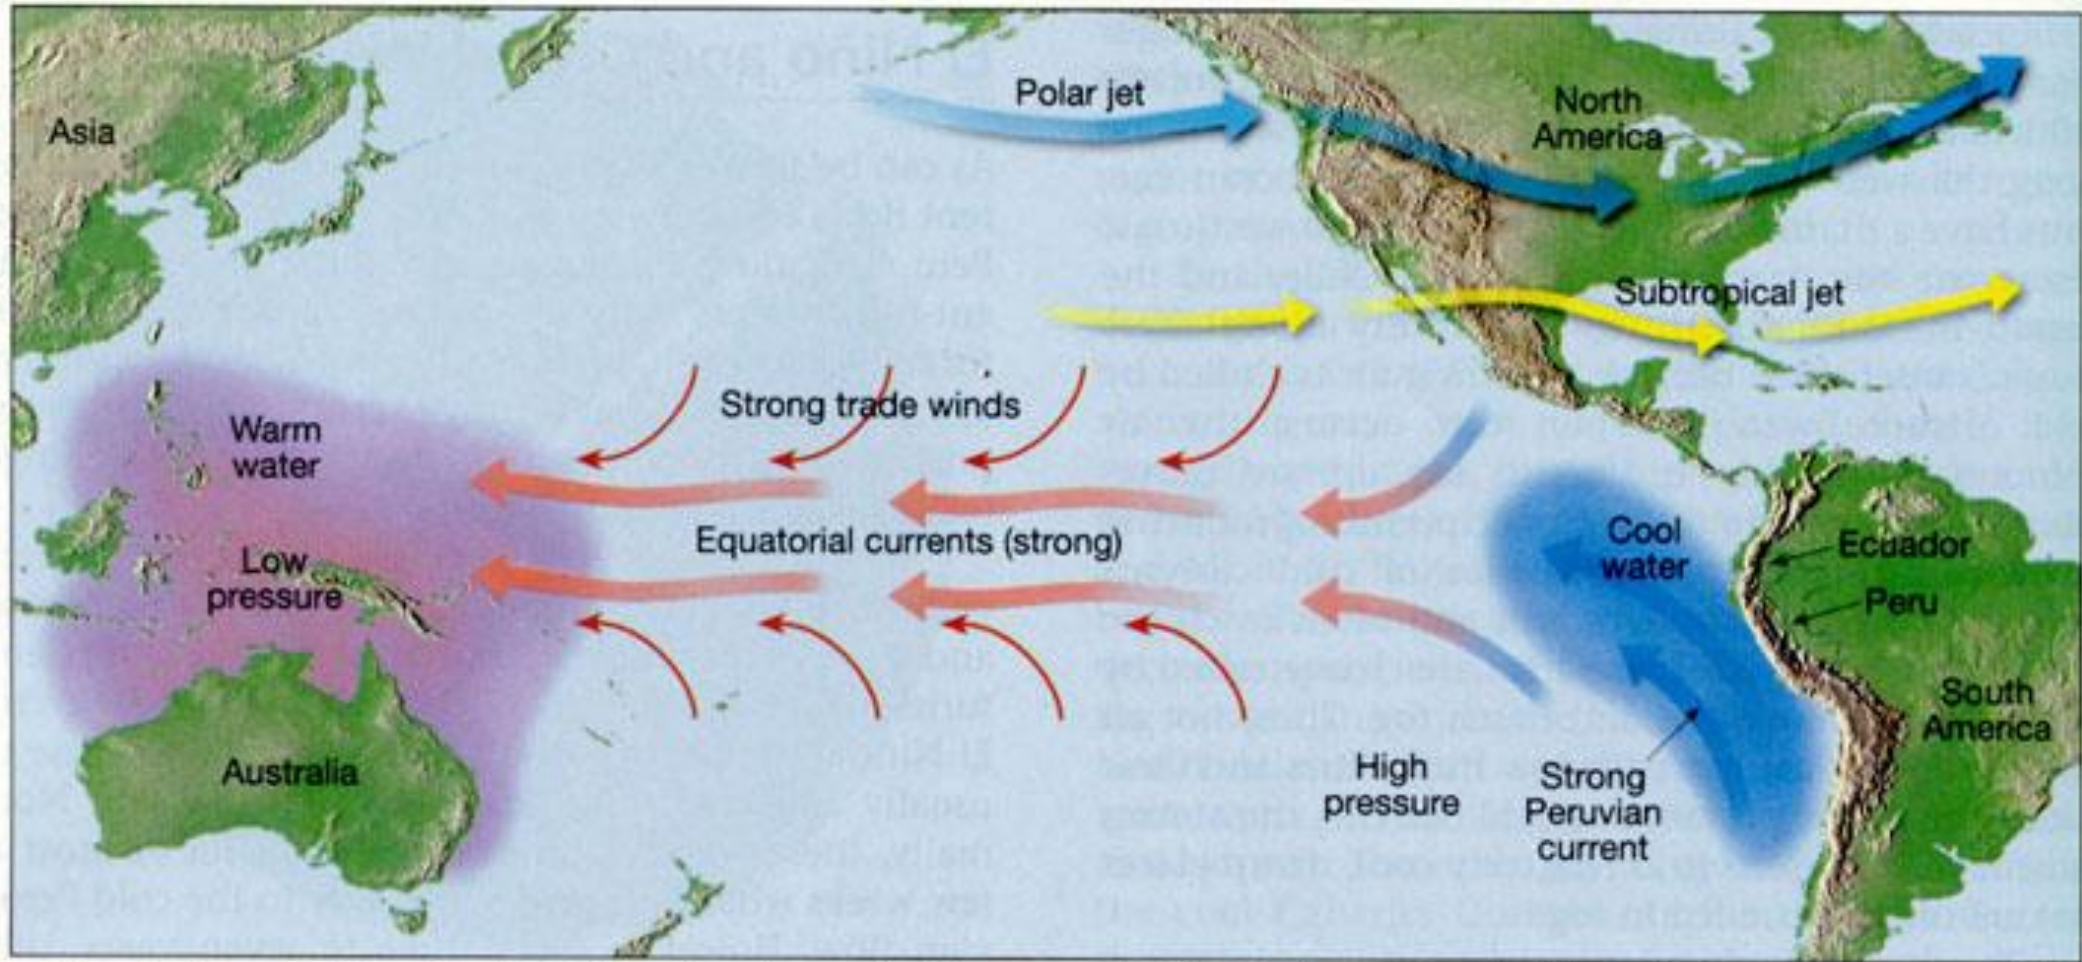 Asia
Polar jet
North
America
Subtropical jet
Strong trade winds
Warm
water
Equatorial currents (strong)
Low
pressure
Cool
water
Ecuador
Peru
South
America
Australia
High
pressure
Strong
Peruvian
current